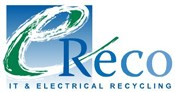 eReco
IT & ELECTRICAL RECYCLING